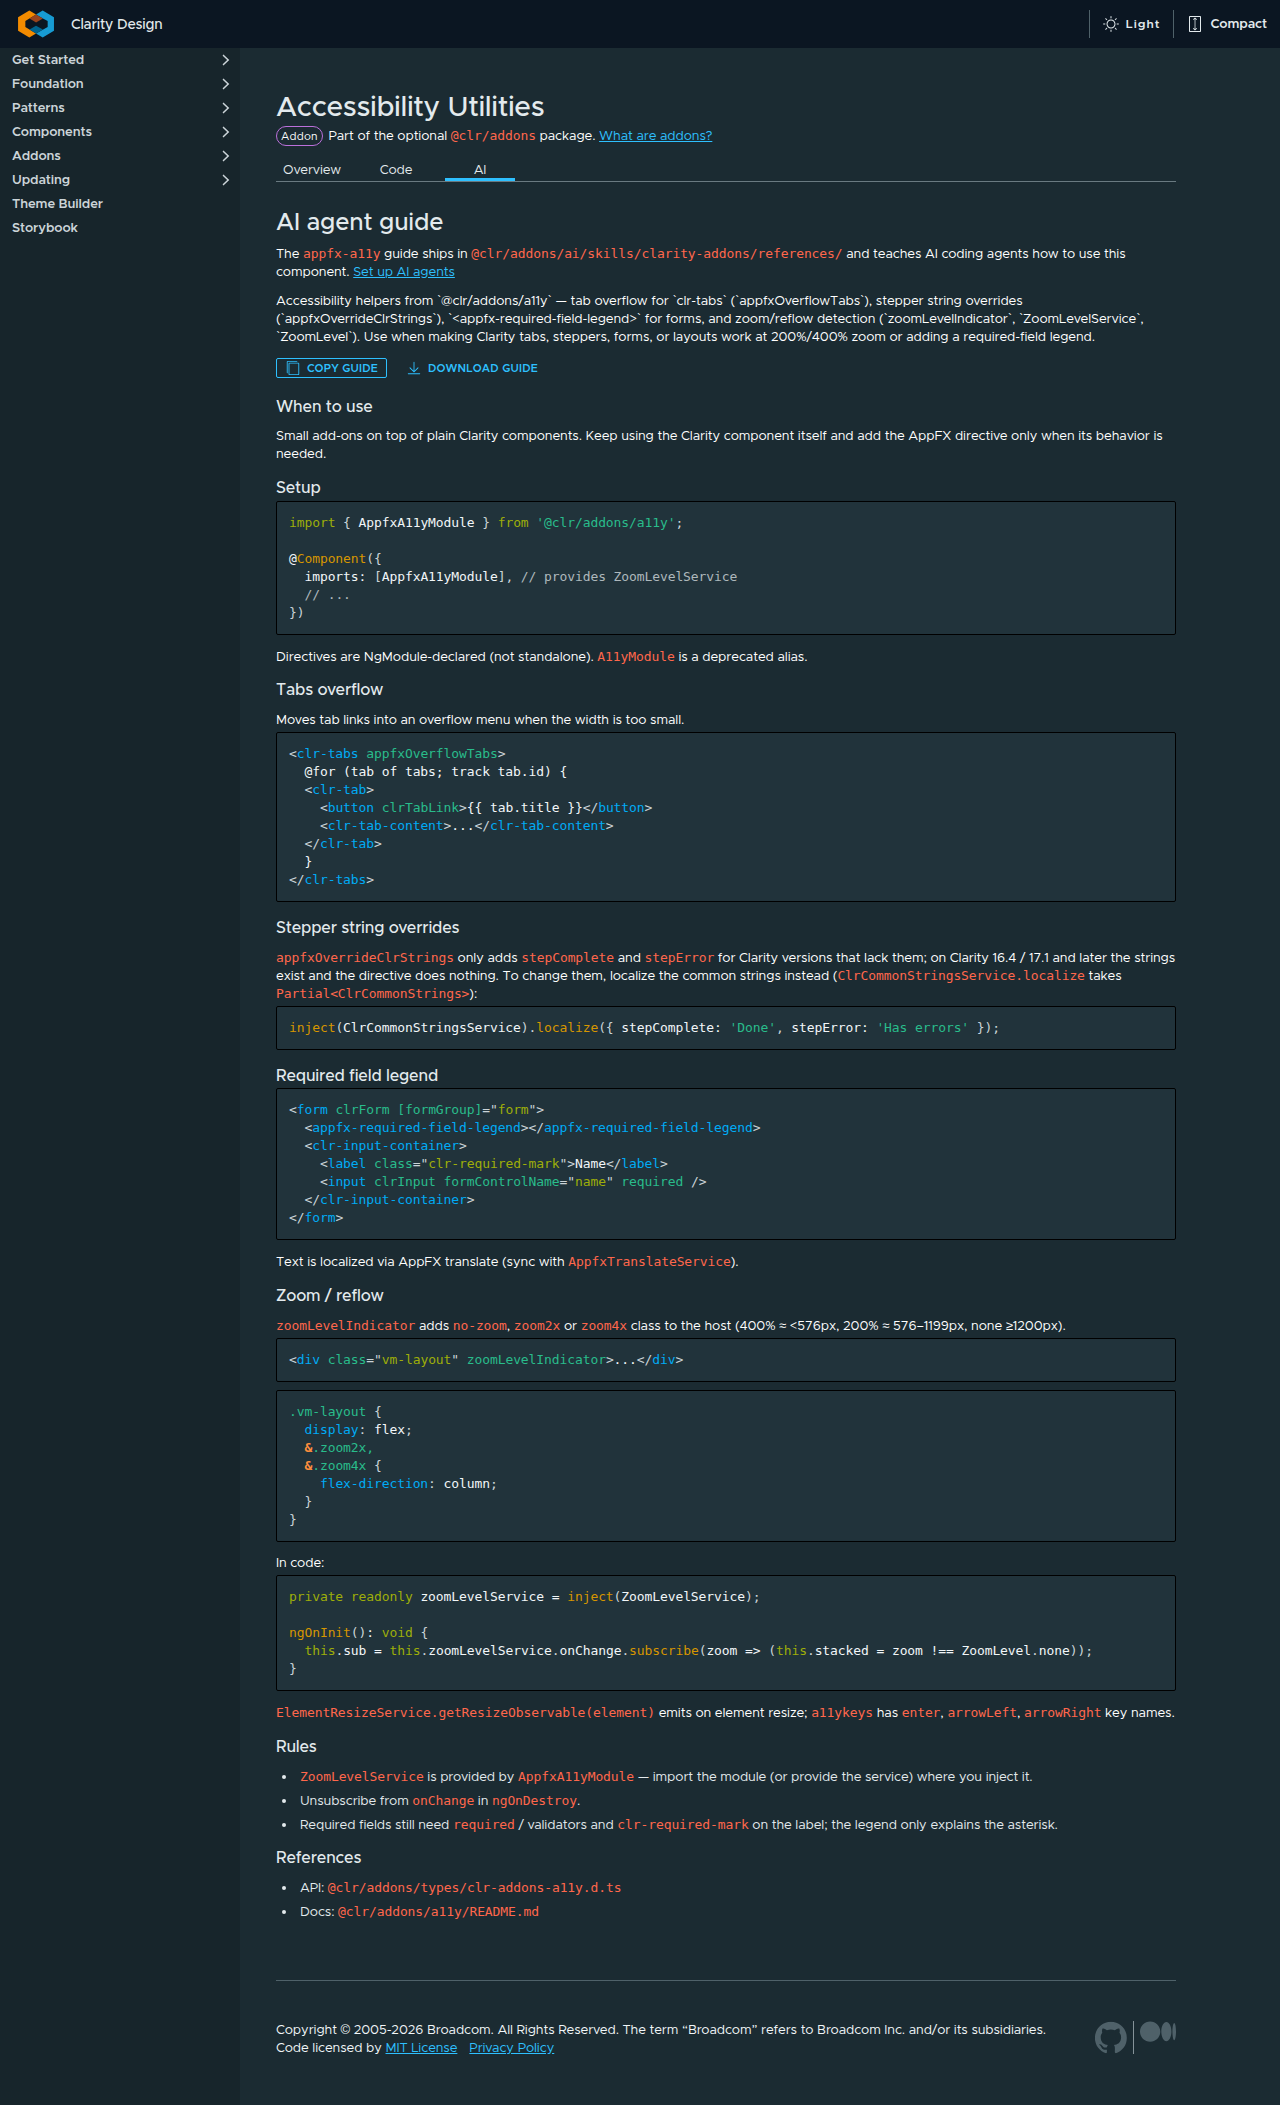 Clarity Design
Light
Compact
Get Started
Foundation
Patterns
Components
Addons
Updating
Theme Builder
Storybook
Accessibility Utilities
Addon Part of the optional @clr/addons package. What are addons?
Overview Code AI
AI agent guide
The appfx-a11y guide ships in @clr/addons/ai/skills/clarity-addons/references/ and teaches AI coding agents how to use this
component. Set up AI agents
Accessibility helpers from `@clr/addons/a11y` — tab overflow for `clr-tabs` (`appfxOverflowTabs`), stepper string overrides
(`appfxOverrideClrStrings`), `<appfx-required-field-legend>` for forms, and zoom/reflow detection (`zoomLevelIndicator`, `ZoomLevelService`,
`ZoomLevel`). Use when making Clarity tabs, steppers, forms, or layouts work at 200%/400% zoom or adding a required-field legend.
COPY GUIDE DOWNLOAD GUIDE
When to use
Small add-ons on top of plain Clarity components. Keep using the Clarity component itself and add the AppFX directive only when its behavior is
needed.
Setup
import { AppfxA11yModule } from '@clr/addons/a11y';
@Component({
  imports: [AppfxA11yModule], // provides ZoomLevelService
  // ...
})
Directives are NgModule-declared (not standalone). A11yModule is a deprecated alias.
Tabs overflow
Moves tab links into an overflow menu when the width is too small.
<clr-tabs appfxOverflowTabs>
  @for (tab of tabs; track tab.id) {
  <clr-tab>
    <button clrTabLink>{{ tab.title }}</button>
    <clr-tab-content>...</clr-tab-content>
  </clr-tab>
  }
</clr-tabs>
Stepper string overrides
appfxOverrideClrStrings only adds stepComplete and stepError for Clarity versions that lack them; on Clarity 16.4 / 17.1 and later the strings
exist and the directive does nothing. To change them, localize the common strings instead (ClrCommonStringsService.localize takes
Partial<ClrCommonStrings>):
inject(ClrCommonStringsService).localize({ stepComplete: 'Done', stepError: 'Has errors' });
Required field legend
<form clrForm [formGroup]="form">
  <appfx-required-field-legend></appfx-required-field-legend>
  <clr-input-container>
    <label class="clr-required-mark">Name</label>
    <input clrInput formControlName="name" required />
  </clr-input-container>
</form>
Text is localized via AppFX translate (sync with AppfxTranslateService).
Zoom / reflow
zoomLevelIndicator adds no-zoom, zoom2x or zoom4x class to the host (400% ≈ <576px, 200% ≈ 576–1199px, none ≥1200px).
<div class="vm-layout" zoomLevelIndicator>...</div>
.vm-layout {
  display: flex;
  &.zoom2x,
  &.zoom4x {
    flex-direction: column;
  }
}
In code:
private readonly zoomLevelService = inject(ZoomLevelService);
ngOnInit(): void {
  this.sub = this.zoomLevelService.onChange.subscribe(zoom => (this.stacked = zoom !== ZoomLevel.none));
}
ElementResizeService.getResizeObservable(element) emits on element resize; a11ykeys has enter, arrowLeft, arrowRight key names.
Rules
• ZoomLevelService is provided by AppfxA11yModule — import the module (or provide the service) where you inject it.
• Unsubscribe from onChange in ngOnDestroy.
• Required fields still need required / validators and clr-required-mark on the label; the legend only explains the asterisk.
References
• API: @clr/addons/types/clr-addons-a11y.d.ts
• Docs: @clr/addons/a11y/README.md
Copyright © 2005-2026 Broadcom. All Rights Reserved. The term “Broadcom” refers to Broadcom Inc. and/or its subsidiaries.
Code licensed by MIT License Privacy Policy